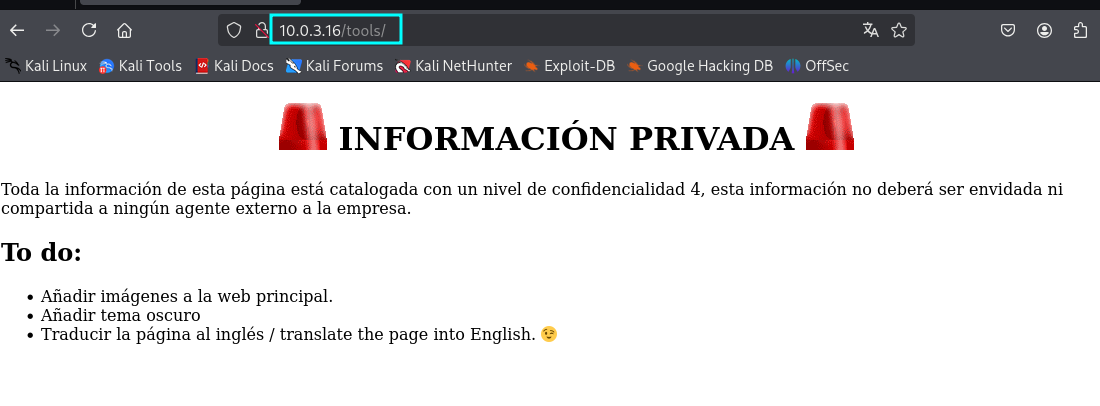 10.0.3.16/tools/
Kali Linux Kali Tools Kali Docs Kali Forums Kali NetHunter Exploit-DB Google Hacking DB OffSec
INFORMACIÓN PRIVADA
Toda la información de esta página está catalogada con un nivel de confidencialidad 4, esta información no deberá ser envidada ni
compartida a ningún agente externo a la empresa.
To do:
• Añadir imágenes a la web principal.
• Añadir tema oscuro
• Traducir la página al inglés / translate the page into English. 😉